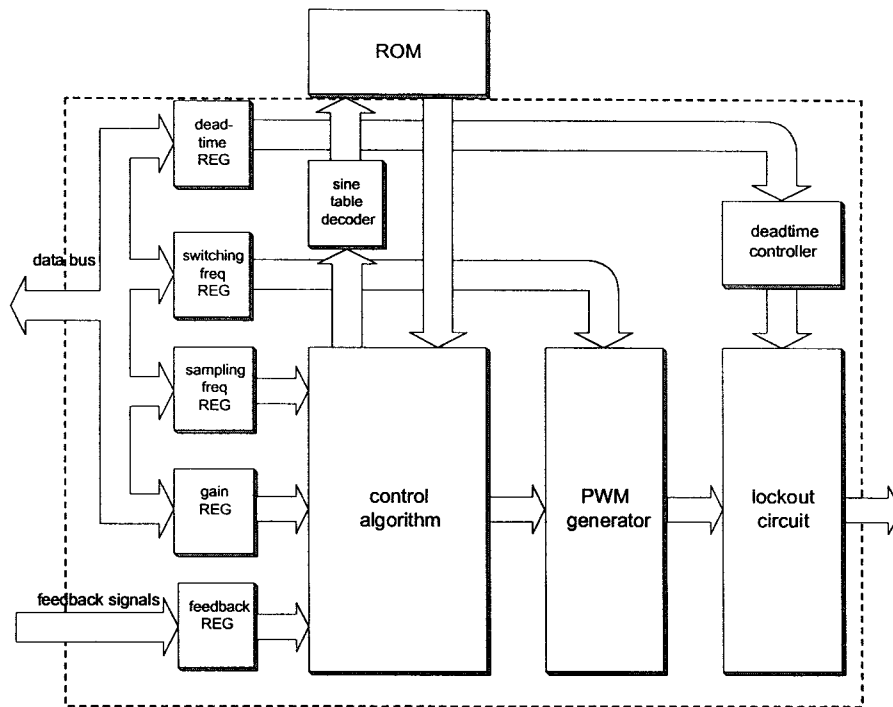 ROM
dead-
time
REG
sine
table
decoder
deadtime
controller
data bus
switching
freq
REG
sampling
freq
REG
gain
REG
control
algorithm
PWM
generator
lockout
circuit
feedback signals
feedback
REG